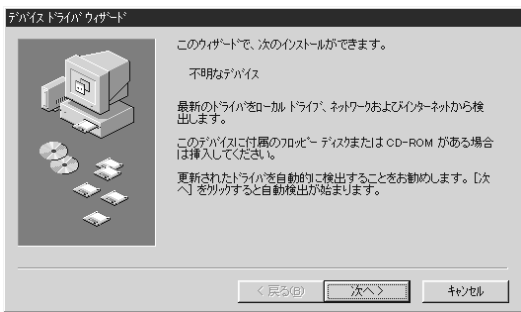 ﾃﾞﾊﾞｲｽ ﾄﾞﾗｲﾊﾞ ｳｨｻﾞｰﾄﾞ
このｳｨｻﾞｰﾄﾞで、次のｲﾝｽﾄｰﾙができます。
不明なﾃﾞﾊﾞｲｽ
最新のﾄﾞﾗｲﾊﾞをﾛｰｶﾙ ﾄﾞﾗｲﾌﾞ、ﾈｯﾄﾜｰｸおよびｲﾝﾀｰﾈｯﾄから検
出します。
このﾃﾞﾊﾞｲｽに付属のﾌﾛｯﾋﾟｰ ﾃﾞｨｽｸまたは CD-ROM がある場合
は挿入してください。
更新されたﾄﾞﾗｲﾊﾞを自動的に検出することをお勧めします。[次
へ] をｸﾘｯｸすると自動検出が始まります。
< 戻る(B)
次へ >
ｷｬﾝｾﾙ